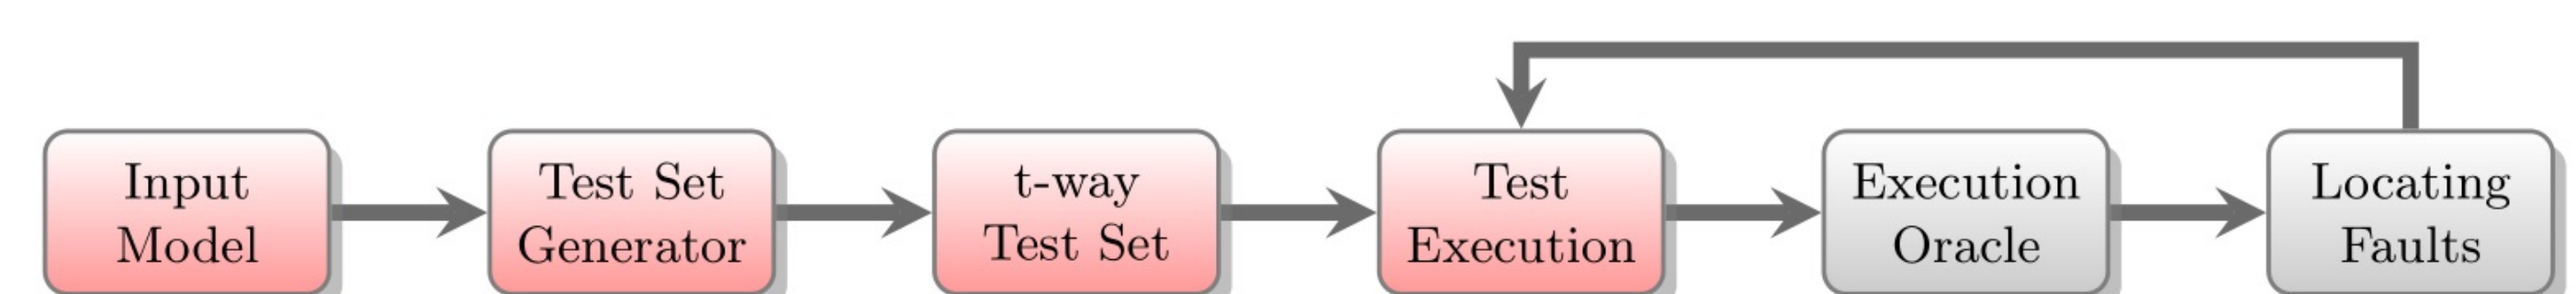 Input
Model
Test Set
Generator
t-way
Test Set
Test
Execution
Execution
Oracle
Locating
Faults